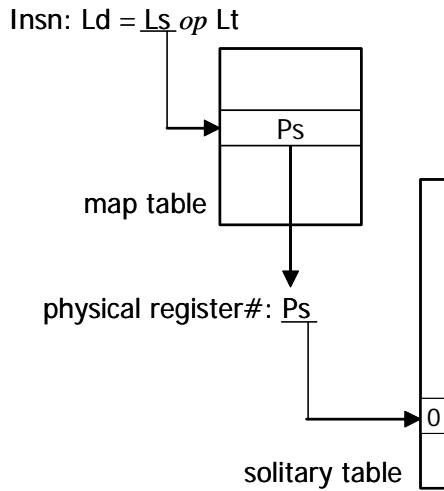 Insn: Ld = Ls op Lt
Ps
map table
physical register#: Ps
0
solitary table